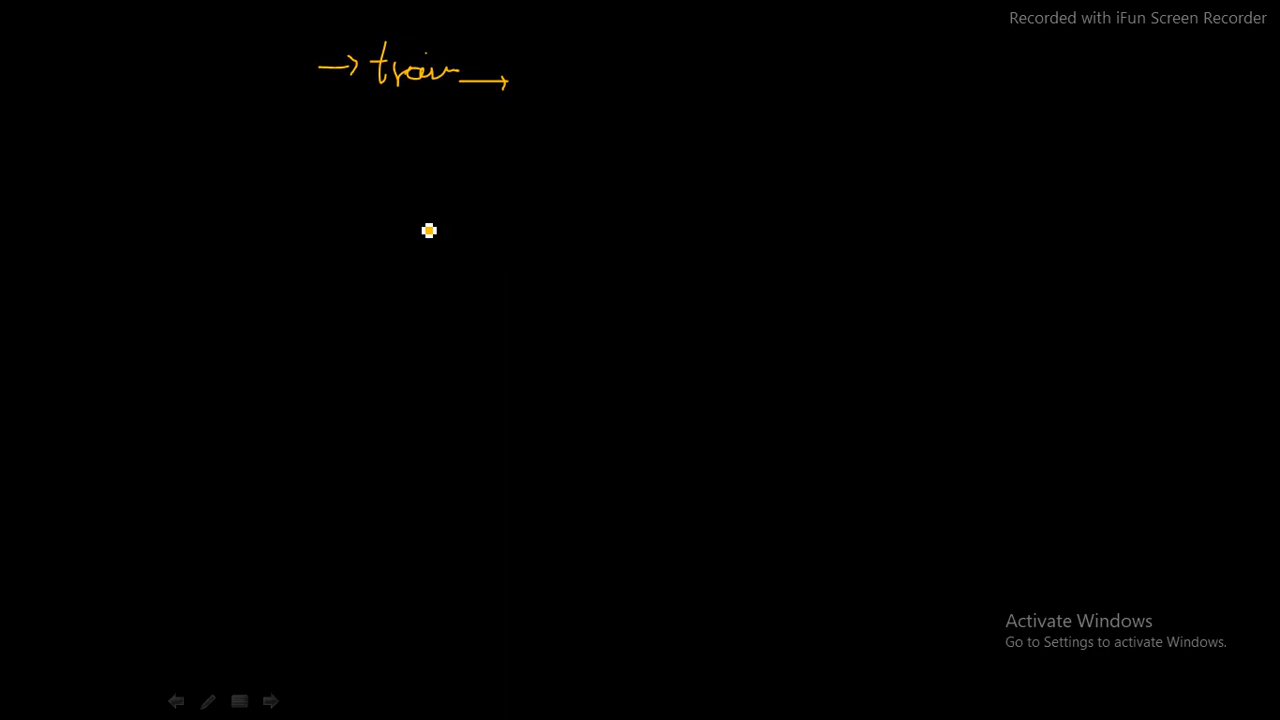 Recorded with iFun Screen Recorder
→ train →
Activate Windows
Go to Settings to activate Windows.